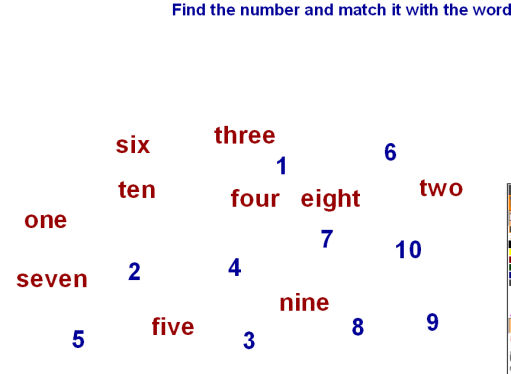 Find the number and match it with the word
three
six
6
1
ten
two
four
eight
one
7
10
4
2
seven
nine
9
five
8
5
3